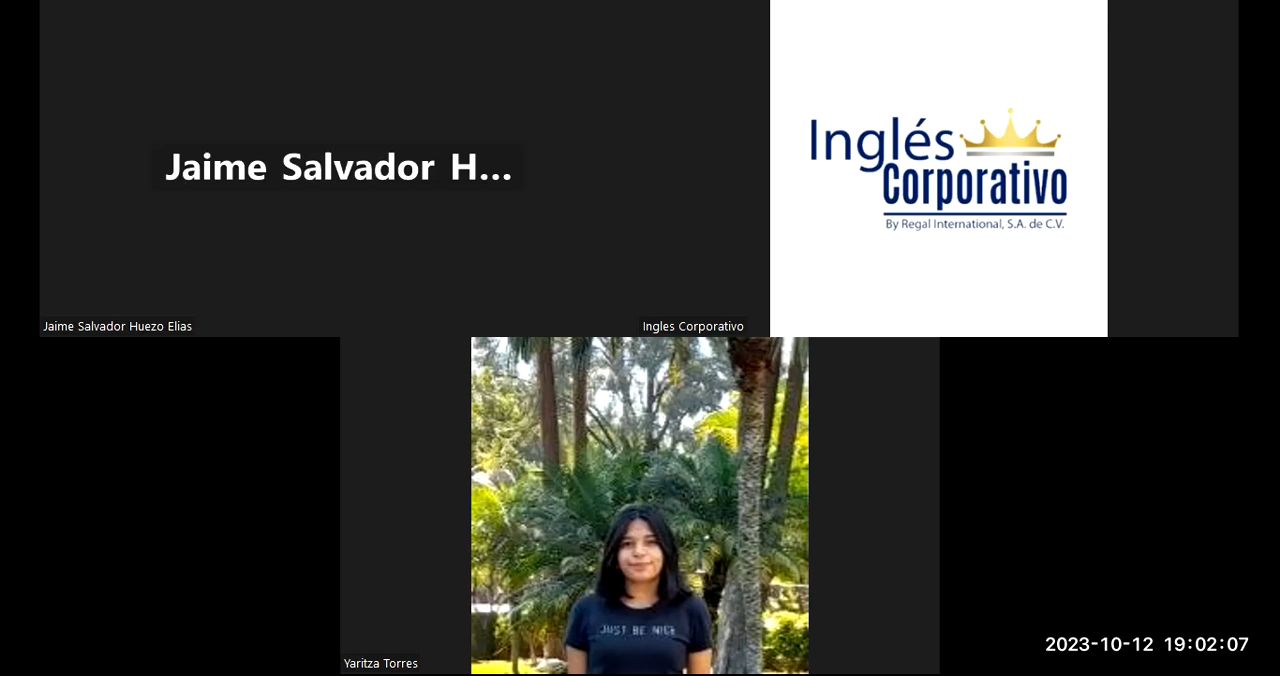 Jaime Salvador H...
Inglés
Corporativo
By Regal International, S.A. de C.V.
Jaime Salvador Huezo Elias
Ingles Corporativo
JUST BE NICE
Yaritza Torres
2023-10-12 19:02:07